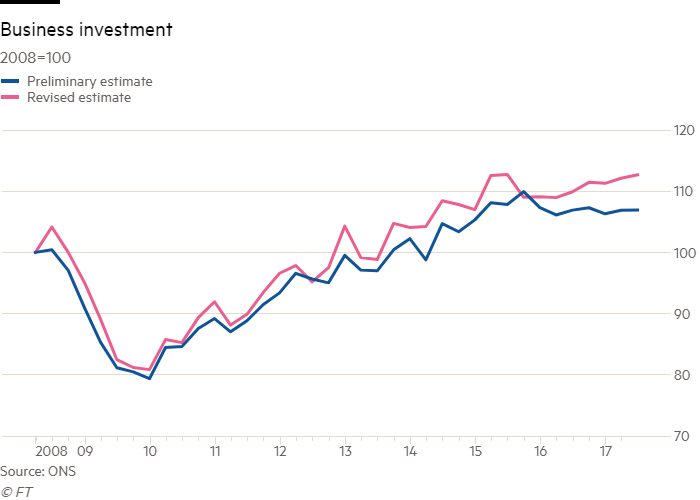 Business investment
2008=100
Preliminary estimate
Revised estimate
120
110
100
90
80
70
2008 09 10 11 12 13 14 15 16 17
Source: ONS
© FT